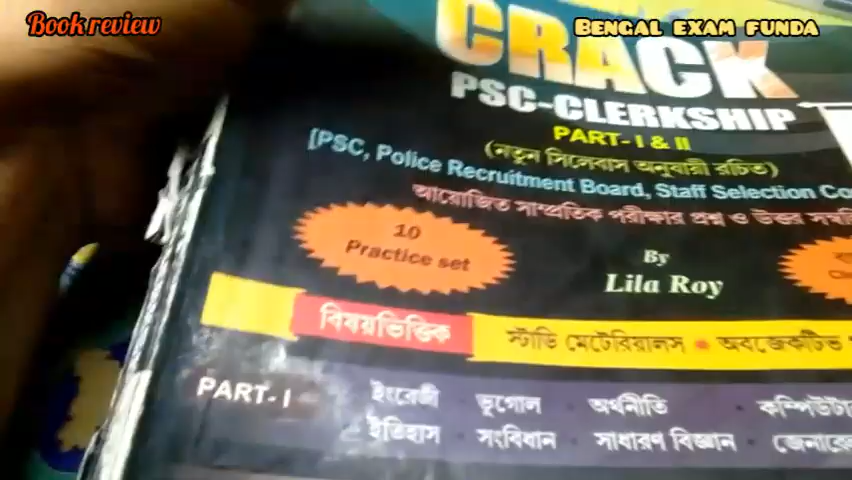 Book review
BENGAL EXAM FUNDA
CRACK
PSC-CLERKSHIP
PART-I & II
(নতুন সিলেবাস অনুযায়ী রচিত)
[PSC, Police Recruitment Board, Staff Selection
আয়োজিত সাম্প্রতিক পরীক্ষার প্রশ্ন ও উত্তর
10
Practice set
By
Lila Roy
বিষয়ভিত্তিক
স্টাডি মেটেরিয়ালস • অবজেকটিভ
PART-I
ইংরেজী ভূগোল অর্থনীতি
ইতিহাস সংবিধান সাধারণ বিজ্ঞান